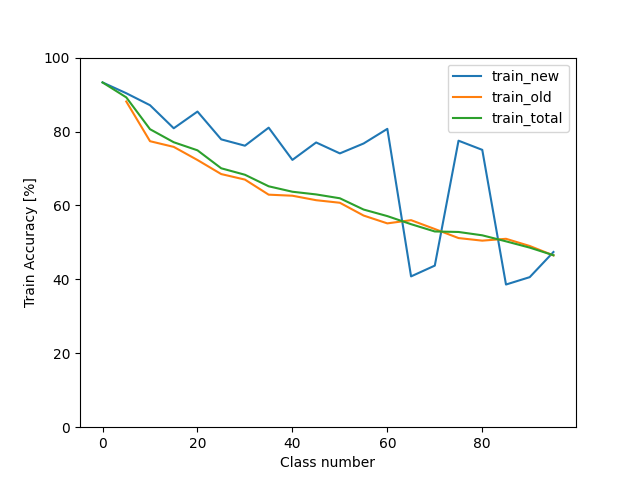 100
80
60
40
20
0
Train Accuracy [%]
train_new
train_old
train_total
0 20 40 60 80
Class number